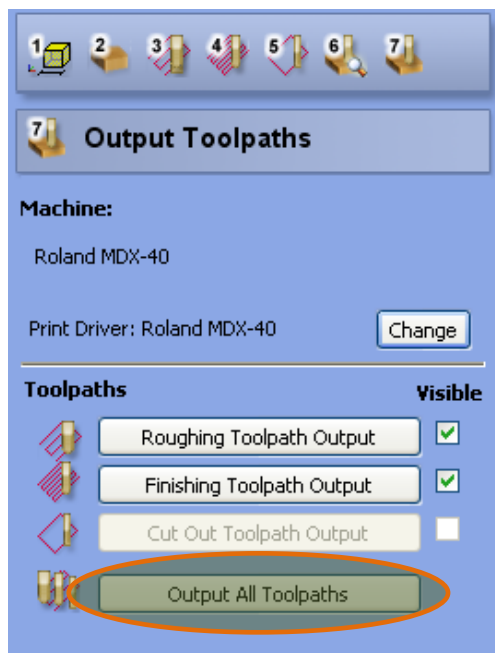 1 2 3 4 5 6 7
7 Output Toolpaths
Machine:
Roland MDX-40
Print Driver: Roland MDX-40 Change
Toolpaths Visible
Roughing Toolpath Output
Finishing Toolpath Output
Cut Out Toolpath Output
Output All Toolpaths